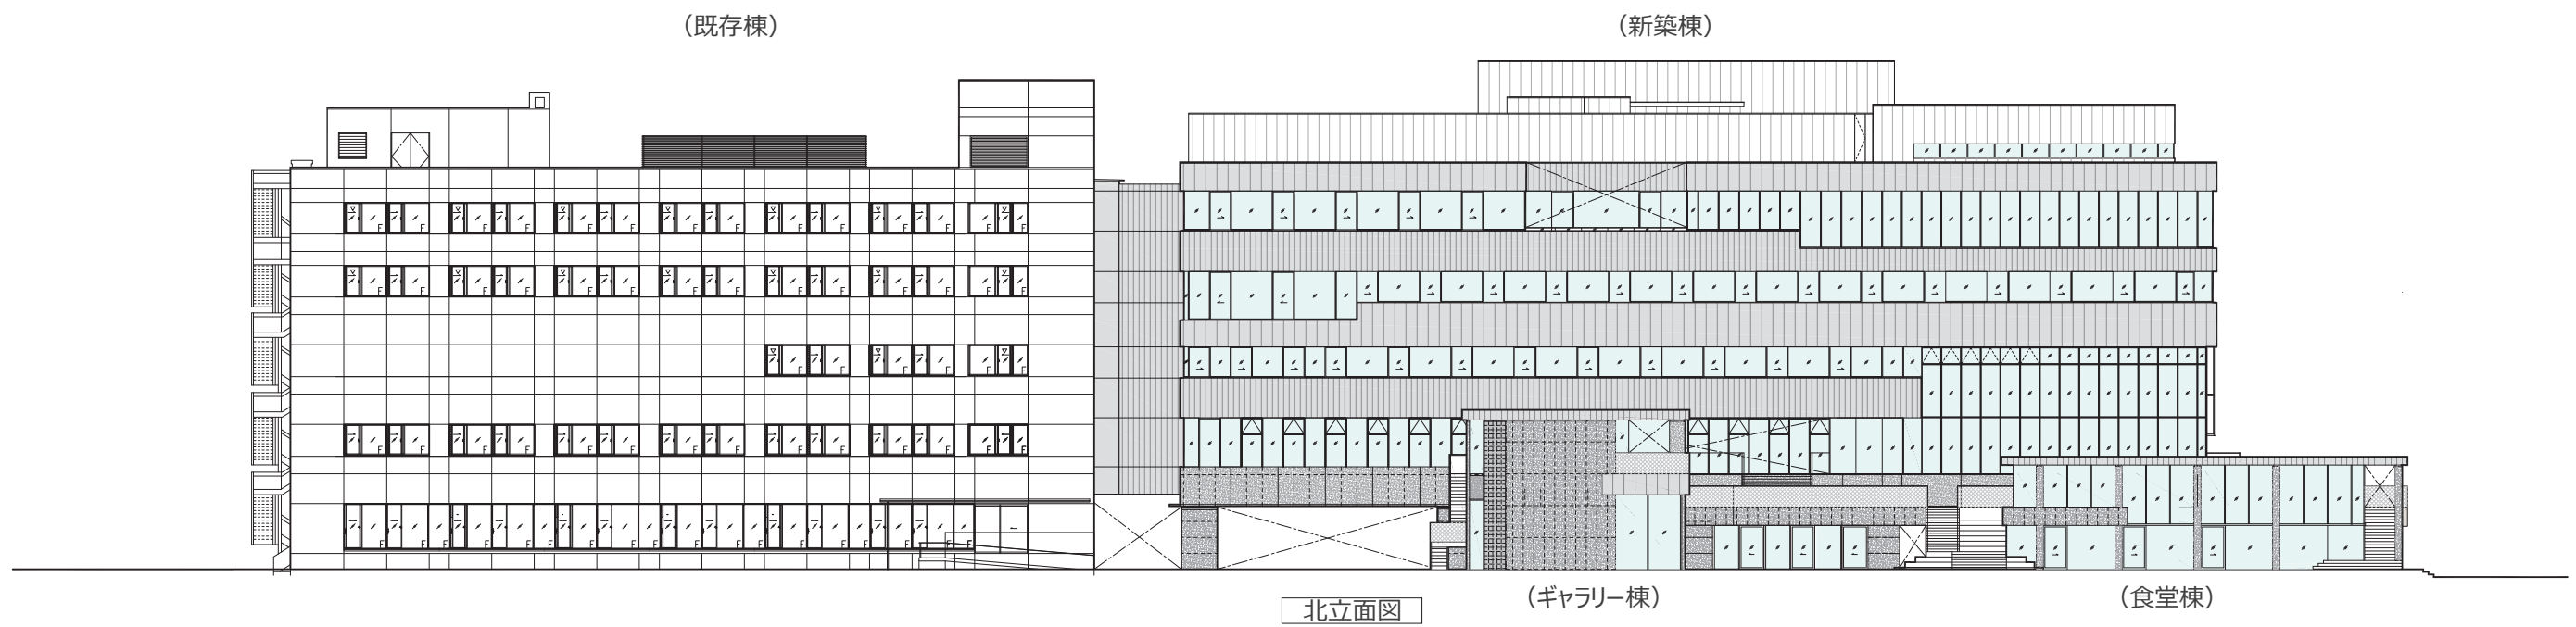 （既存棟）
（新築棟）
（ギャラリー棟）
（食堂棟）
北立面図